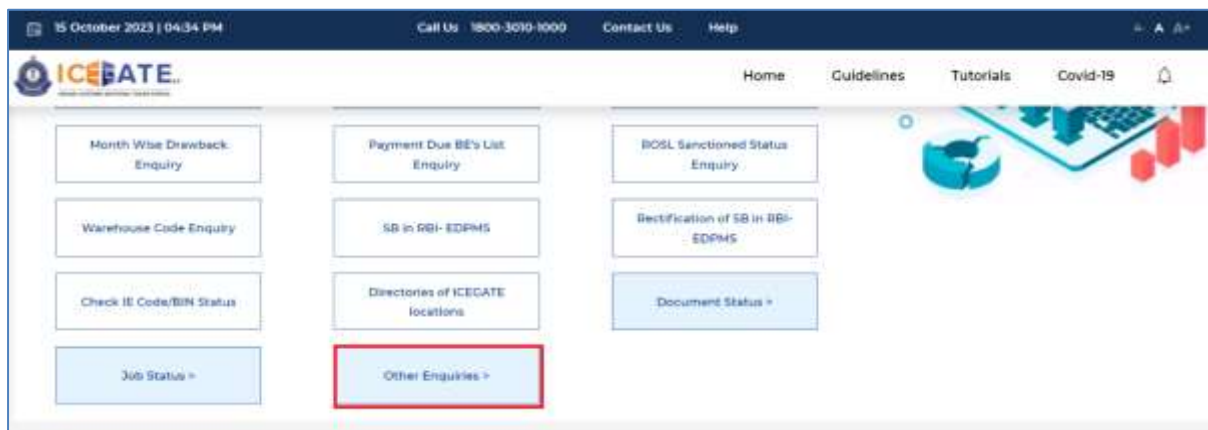 15 October 2023 | 04:34 PM
Call Us 1800-3010-1000
Contact Us
Help
A A+
ICEGATE
Home
Guidelines
Tutorials
Covid-19
Month Wise Drawback
Enquiry
Payment Due BE's List
Enquiry
ROSL Sanctioned Status
Enquiry
Warehouse Code Enquiry
SB in RBI- EDPMS
Rectification of SB in RBI-
EDPMS
Check IE Code/BIN Status
Directories of ICEGATE
locations
Document Status >
Job Status >
Other Enquiries >